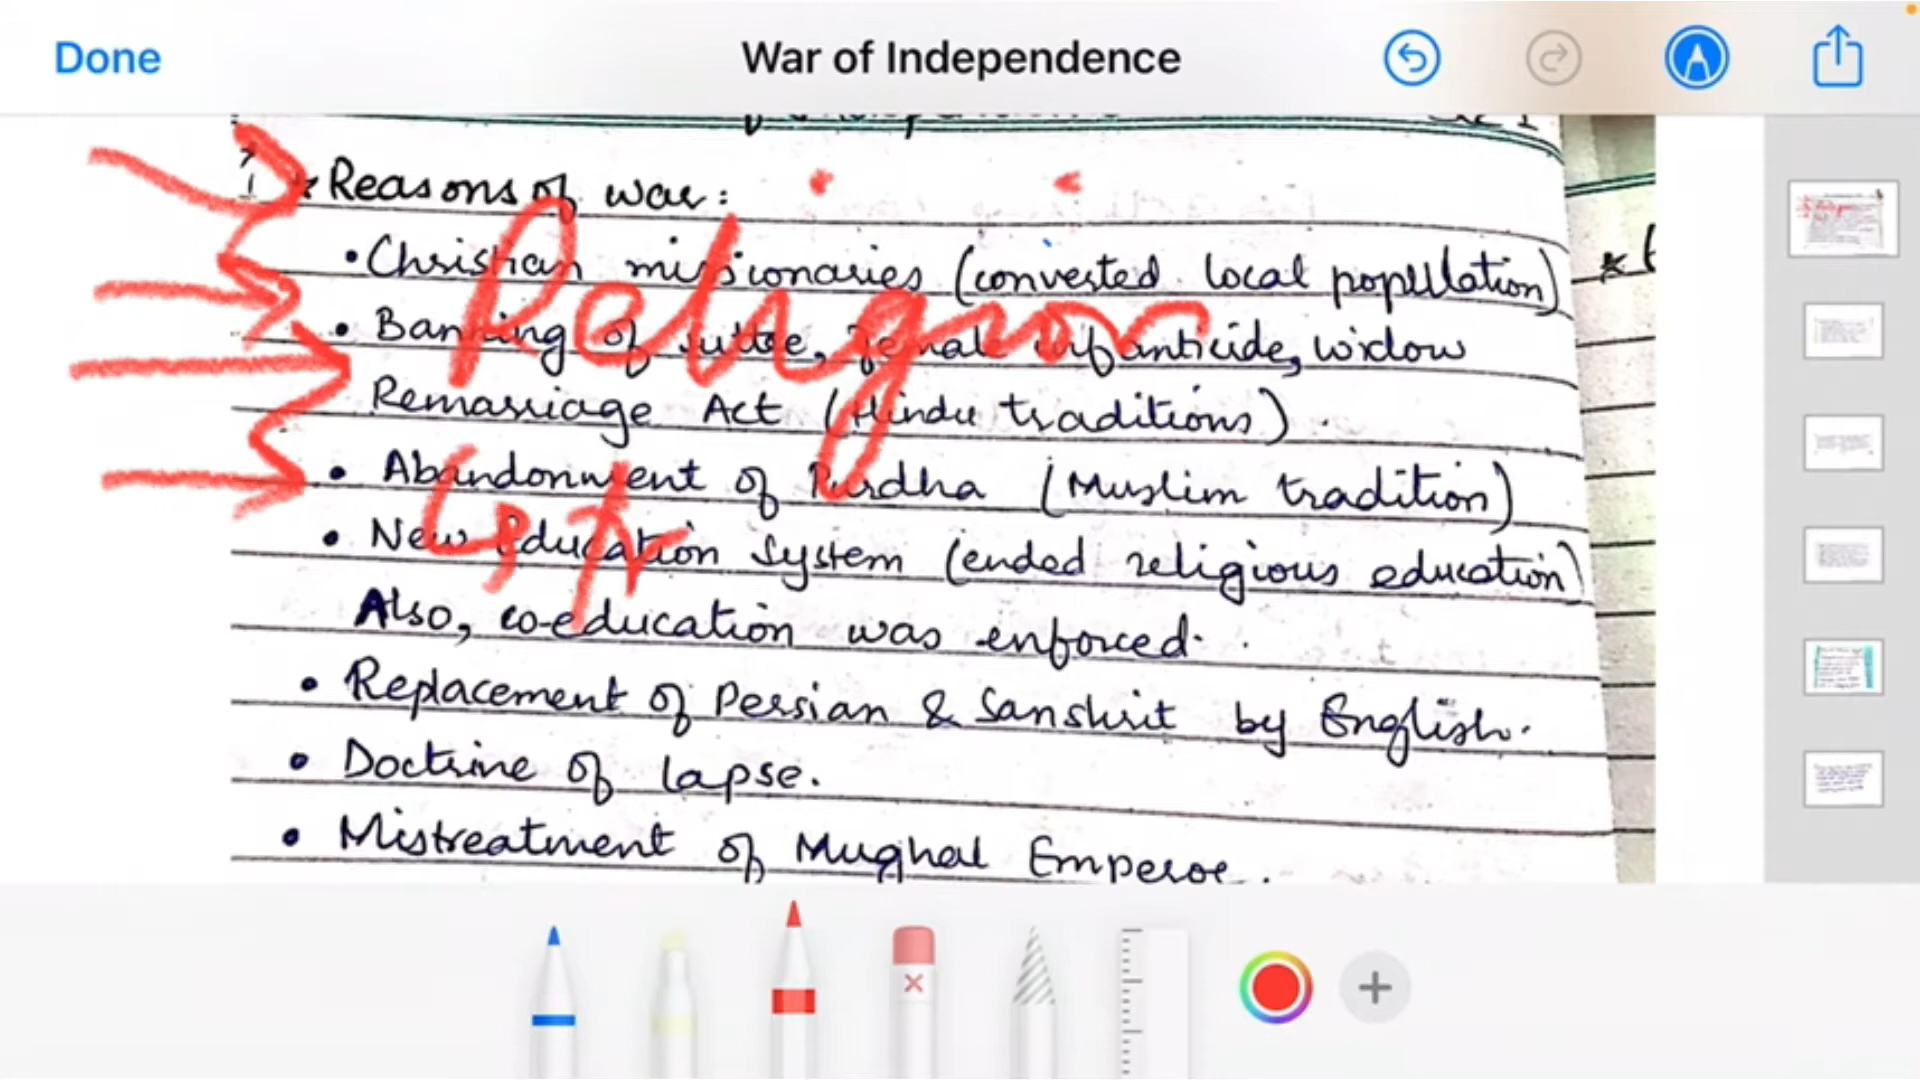 Done
War of Independence
* Reasons of war:
• Christian missionaries (converted local population)
• Banning of suttee, female infanticide, widow
Remarriage Act (Hindu traditions).
• Abandonment of Purdha (Muslim tradition)
• New Education System (ended religious education)
Also, co-education was enforced.
• Replacement of Persian & Sanskrit by English.
• Doctrine of lapse.
• Mistreatment of Mughal Emperor.